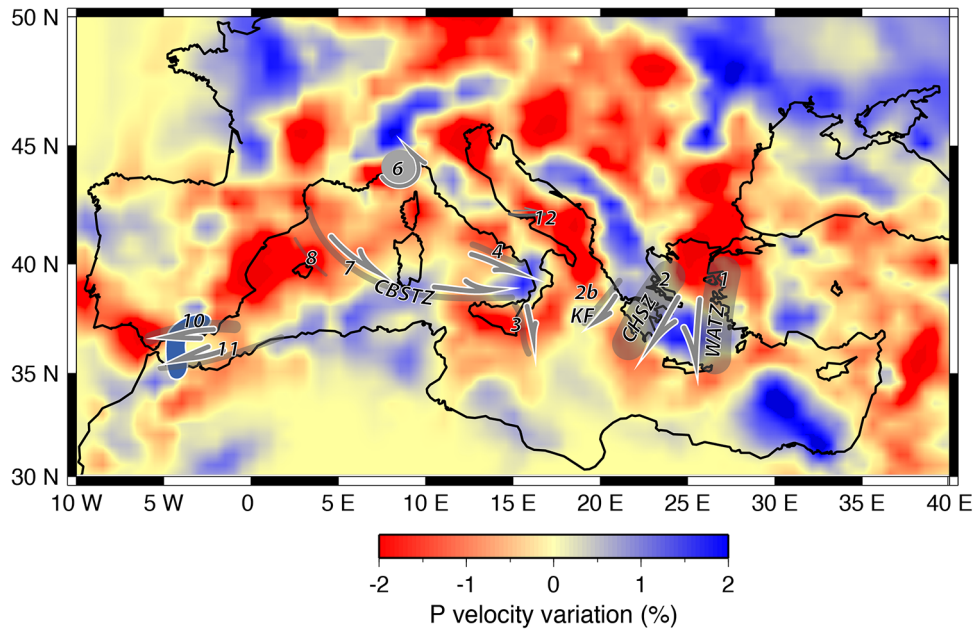 50 N
45 N
40 N
35 N
30 N
10 W
5 W
0
5 E
10 E
15 E
20 E
25 E
30 E
35 E
40 E
6
12
8
7
CBSTZ
4
3
2b
KF
2
CHSZ
1
WATZ
10
11
-2
-1
0
1
2
P velocity variation (%)